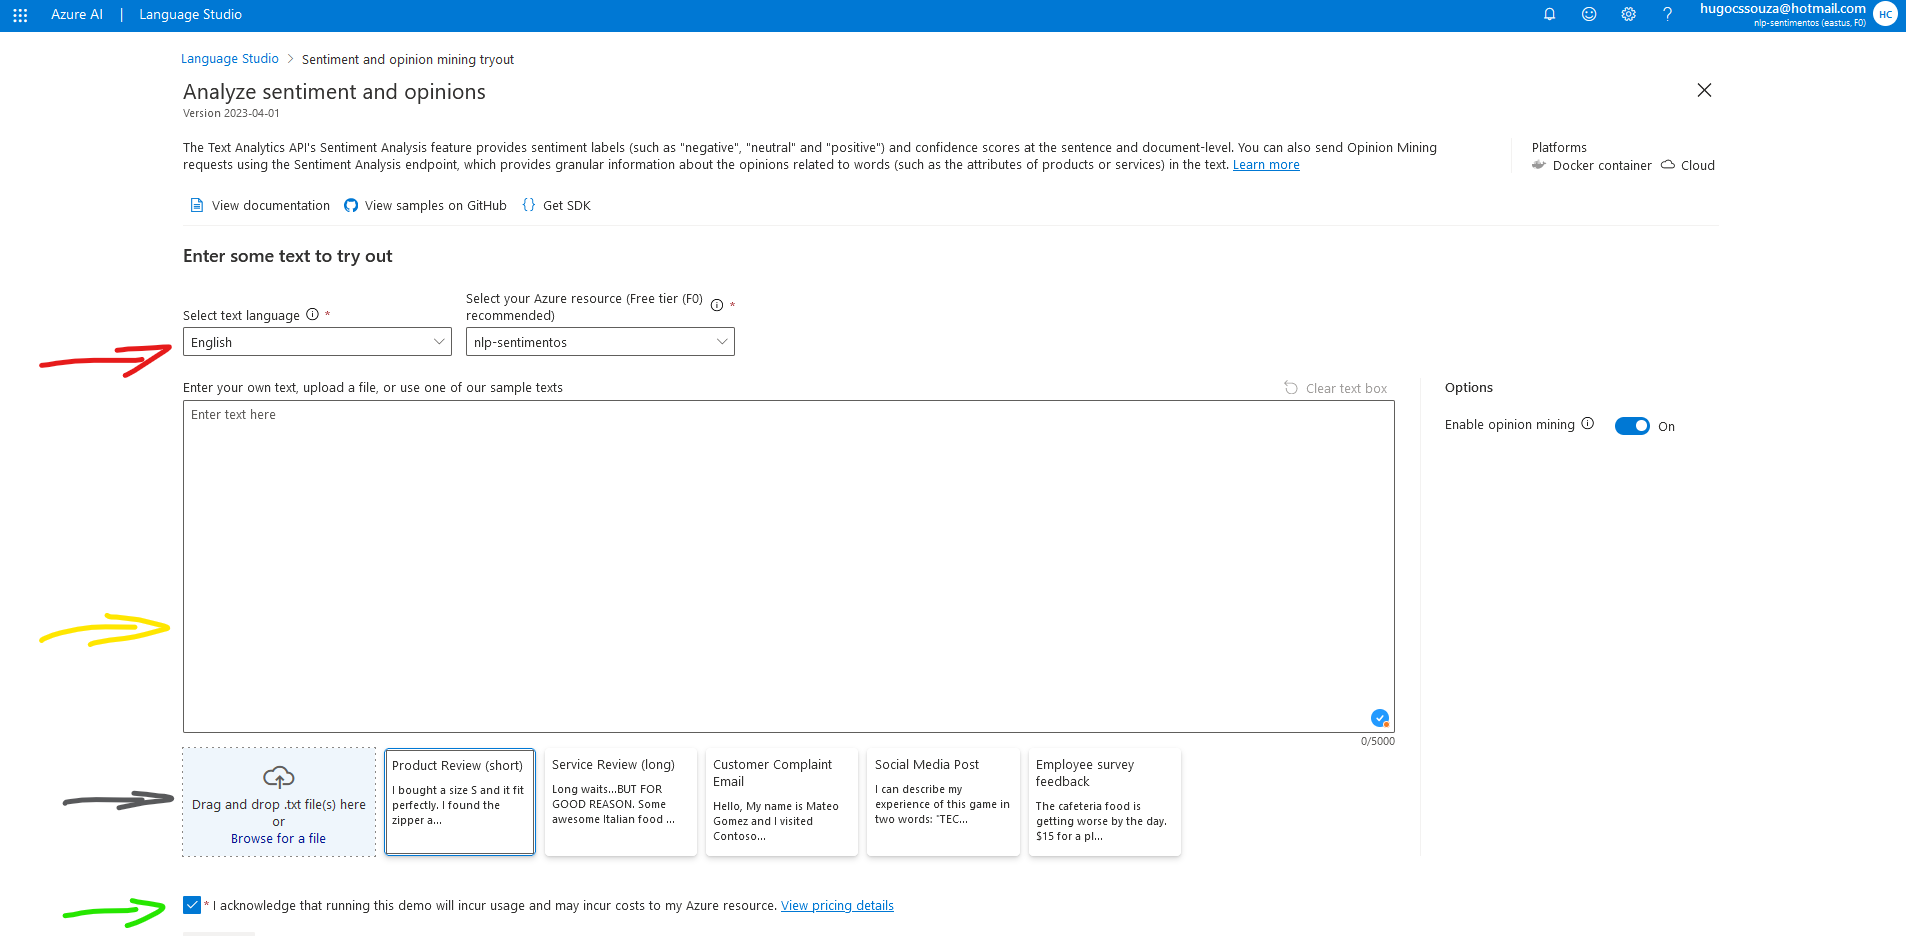 Azure AI | Language Studio
hugocssouza@hotmail.com
nlp-sentimentos (eastus, F0)
HC
Language Studio > Sentiment and opinion mining tryout
Analyze sentiment and opinions
Version 2023-04-01
The Text Analytics API's Sentiment Analysis feature provides sentiment labels (such as "negative", "neutral" and "positive") and confidence scores at the sentence and document-level. You can also send Opinion Mining
requests using the Sentiment Analysis endpoint, which provides granular information about the opinions related to words (such as the attributes of products or services) in the text. Learn more
Platforms
Docker container Cloud
View documentation View samples on GitHub {} Get SDK
Enter some text to try out
Select text language *
English
Select your Azure resource (Free tier (F0)
recommended) *
nlp-sentimentos
Enter your own text, upload a file, or use one of our sample texts
Clear text box
Enter text here
0/5000
Options
Enable opinion mining On
Drag and drop .txt file(s) here
or
Browse for a file
Product Review (short)
I bought a size S and it fit
perfectly. I found the
zipper a...
Service Review (long)
Long waits...BUT FOR
GOOD REASON. Some
awesome Italian food ...
Customer Complaint
Email
Hello, My name is Mateo
Gomez and I visited
Contoso...
Social Media Post
I can describe my
experience of this game in
two words: "TEC...
Employee survey
feedback
The cafeteria food is
getting worse by the day.
$15 for a pl...
* I acknowledge that running this demo will incur usage and may incur costs to my Azure resource. View pricing details